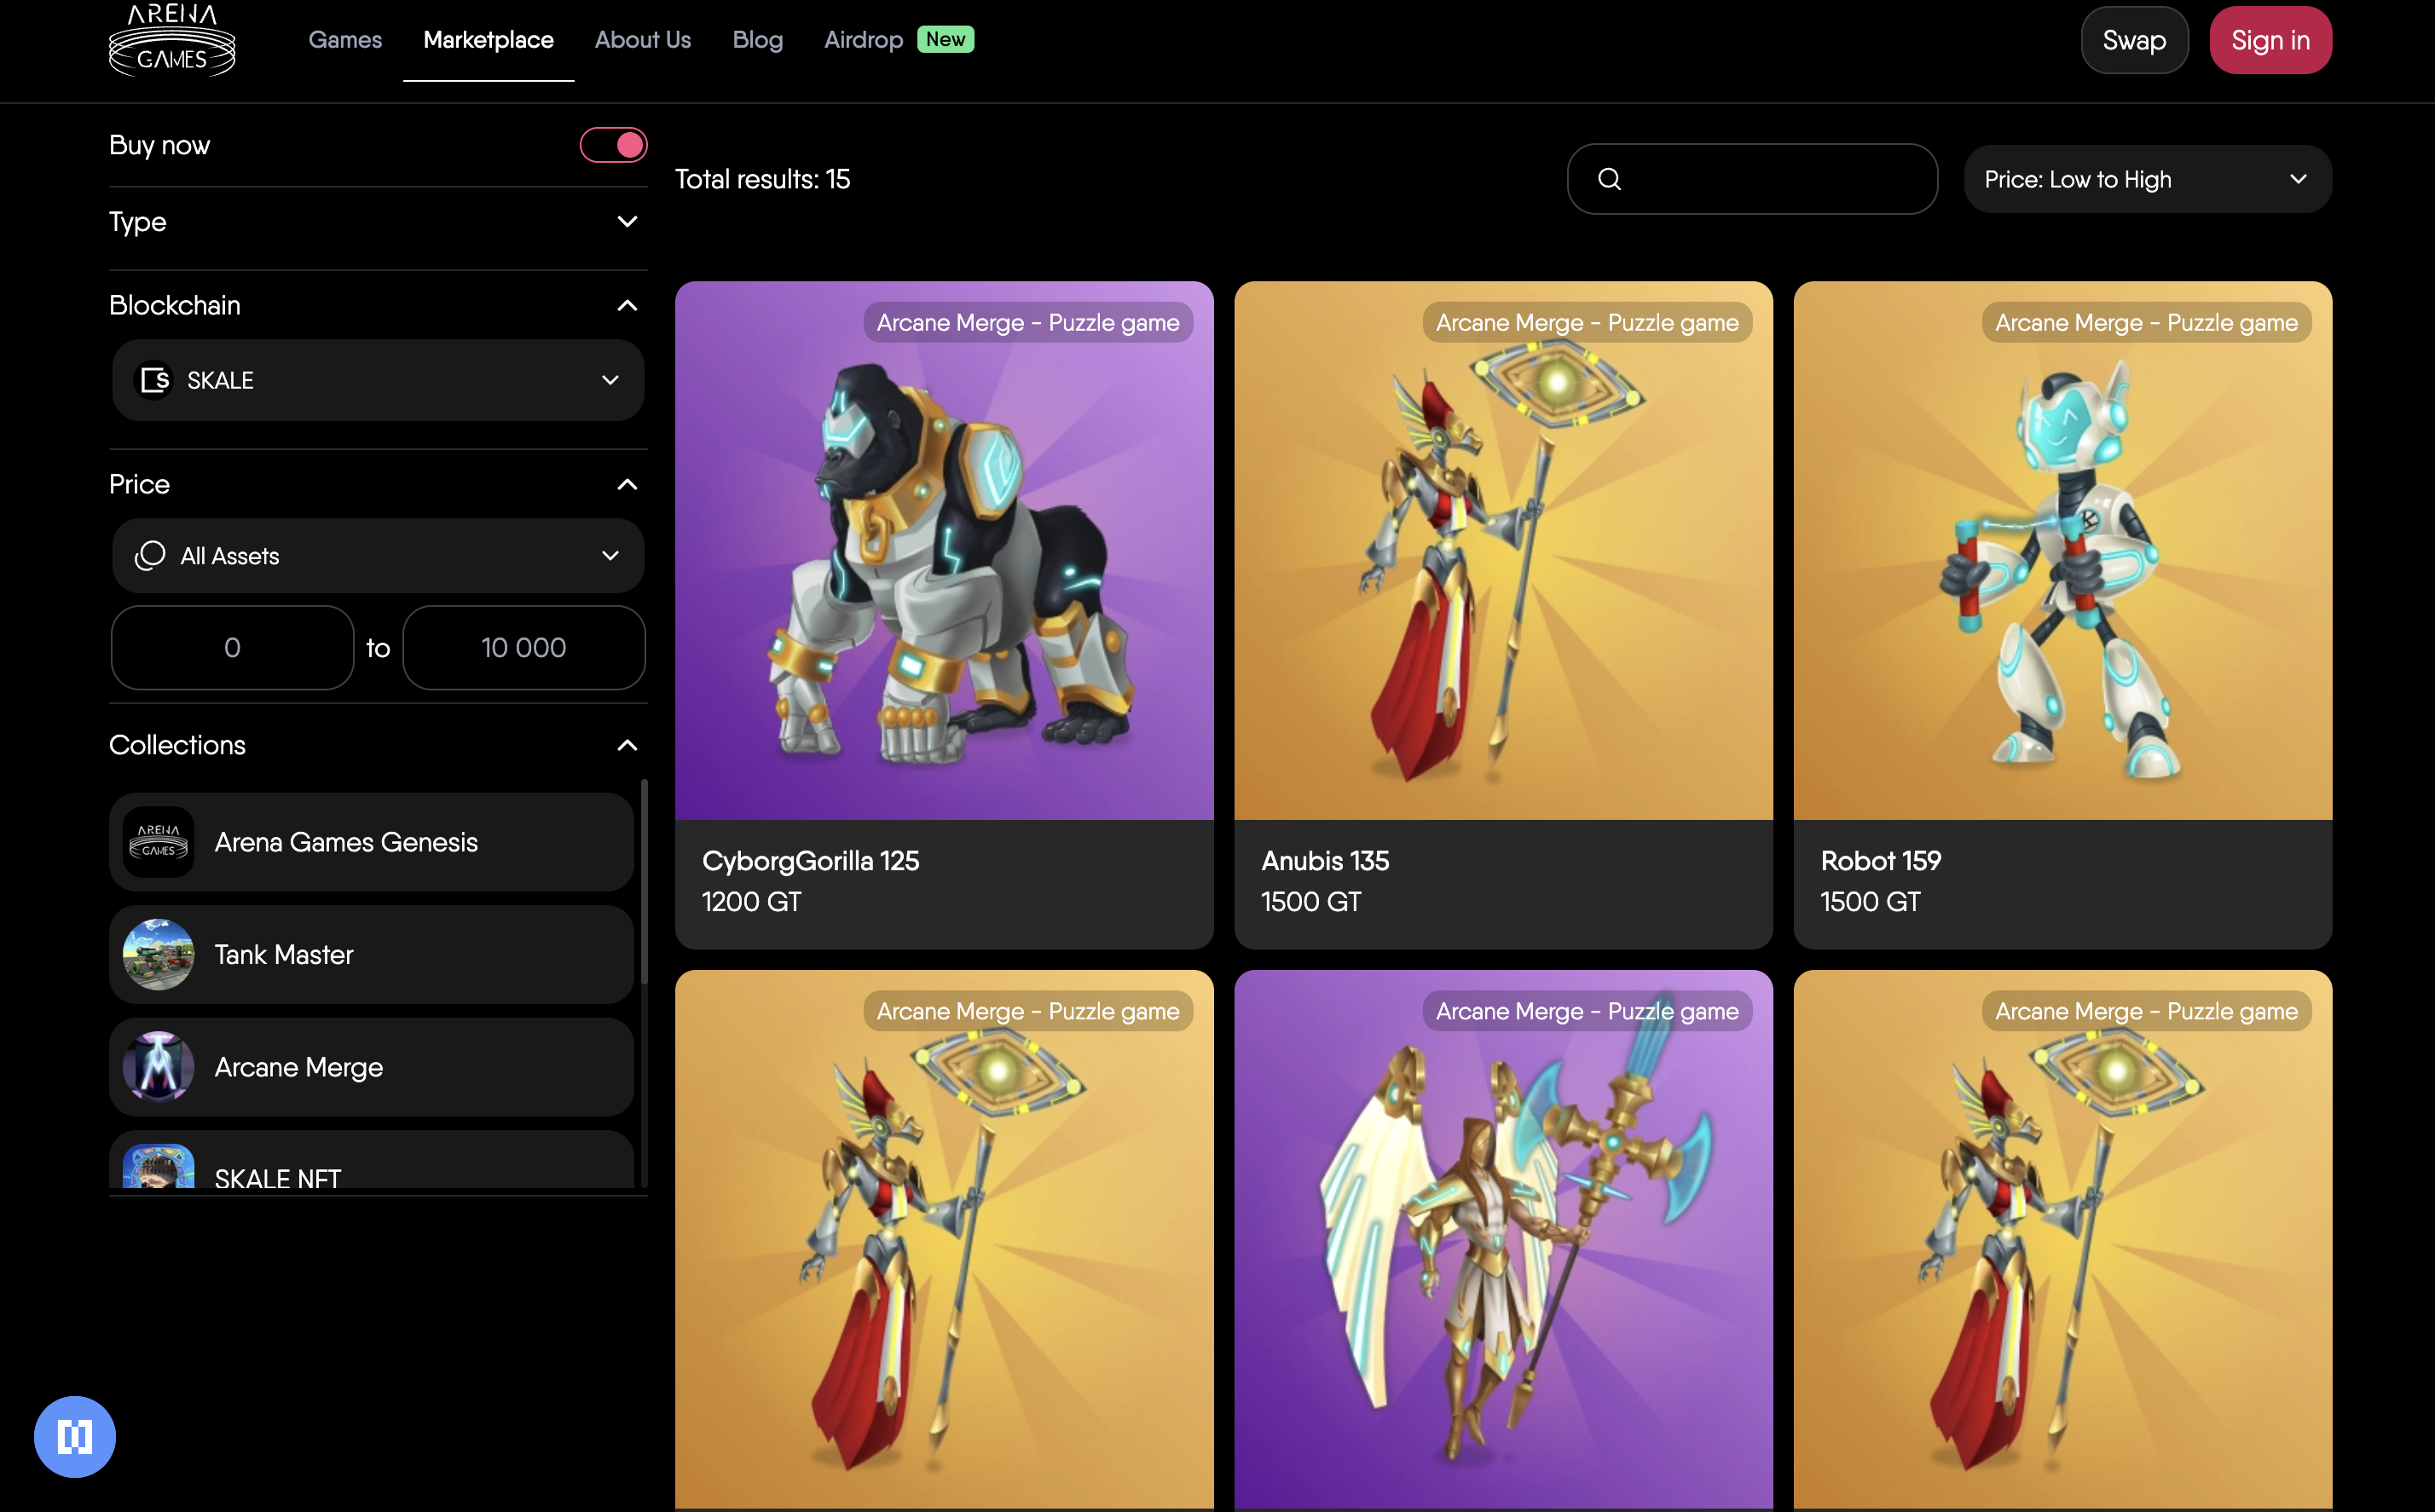 ARENA
GAMES
Games
Marketplace
About Us
Blog
Airdrop
New
Swap
Sign in
Buy now
Type
Blockchain
SKALE
Price
All Assets
0 to 10 000
Collections
ARENA
GAMES
Arena Games Genesis
Tank Master
Arcane Merge
SKALE NFT
Total results: 15
Price: Low to High
Arcane Merge - Puzzle game
CyborgGorilla 125
1200 GT
Arcane Merge - Puzzle game
Anubis 135
1500 GT
Arcane Merge - Puzzle game
Robot 159
1500 GT
Arcane Merge - Puzzle game
Arcane Merge - Puzzle game
Arcane Merge - Puzzle game